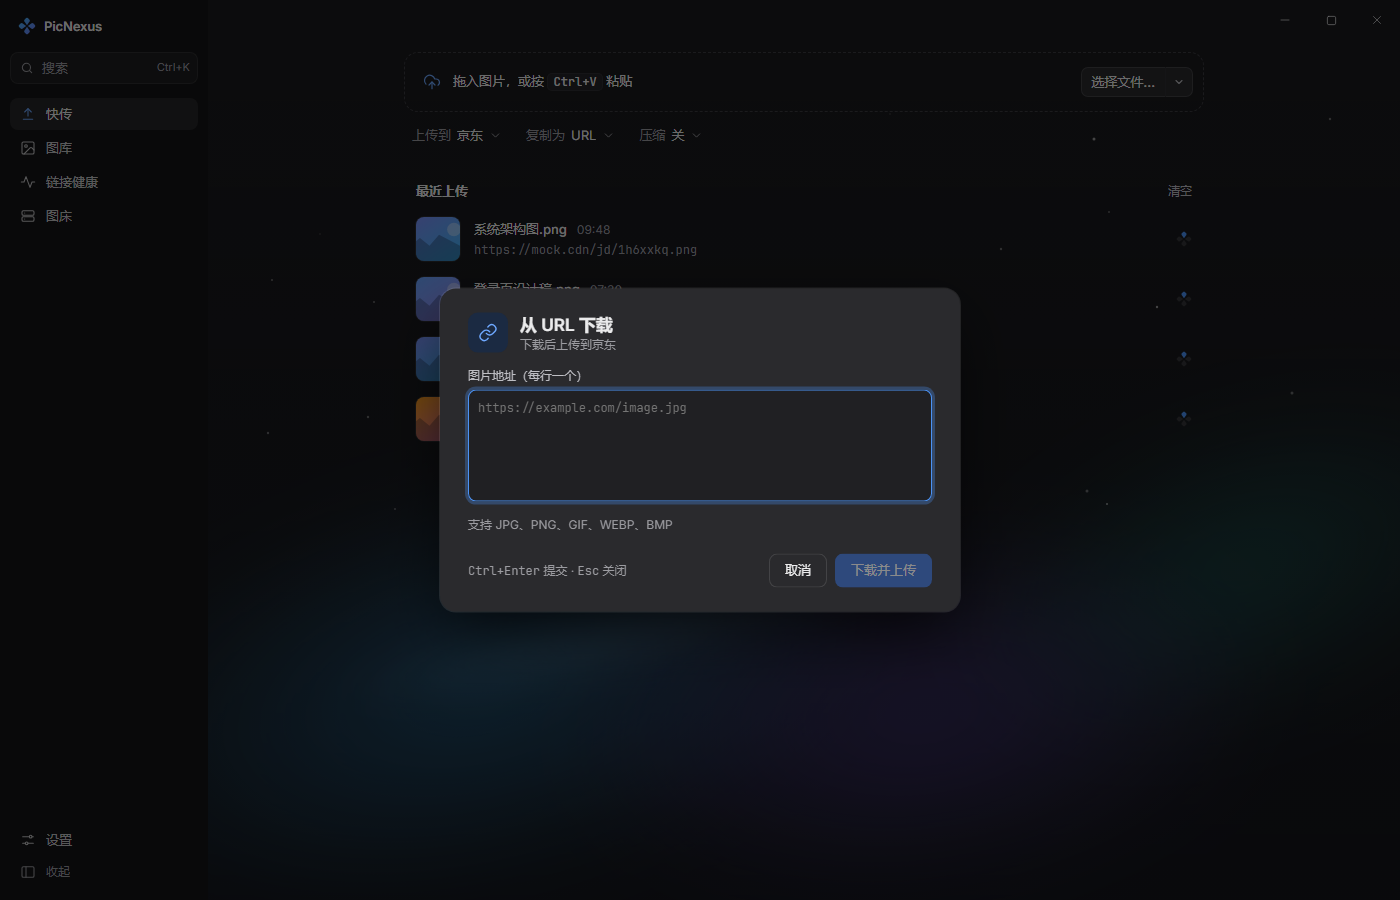 PicNexus
搜索 Ctrl+K
快传
图库
链接健康
图床
设置
收起
拖入图片，或按 Ctrl+V 粘贴
选择文件...
上传到 京东 复制为 URL 压缩 关
最近上传 清空
系统架构图.png 09:48
https://mock.cdn/jd/1h6xxkq.png
从 URL 下载
下载后上传到京东
图片地址（每行一个）
https://example.com/image.jpg
支持 JPG、PNG、GIF、WEBP、BMP
Ctrl+Enter 提交 · Esc 关闭
取消
下载并上传